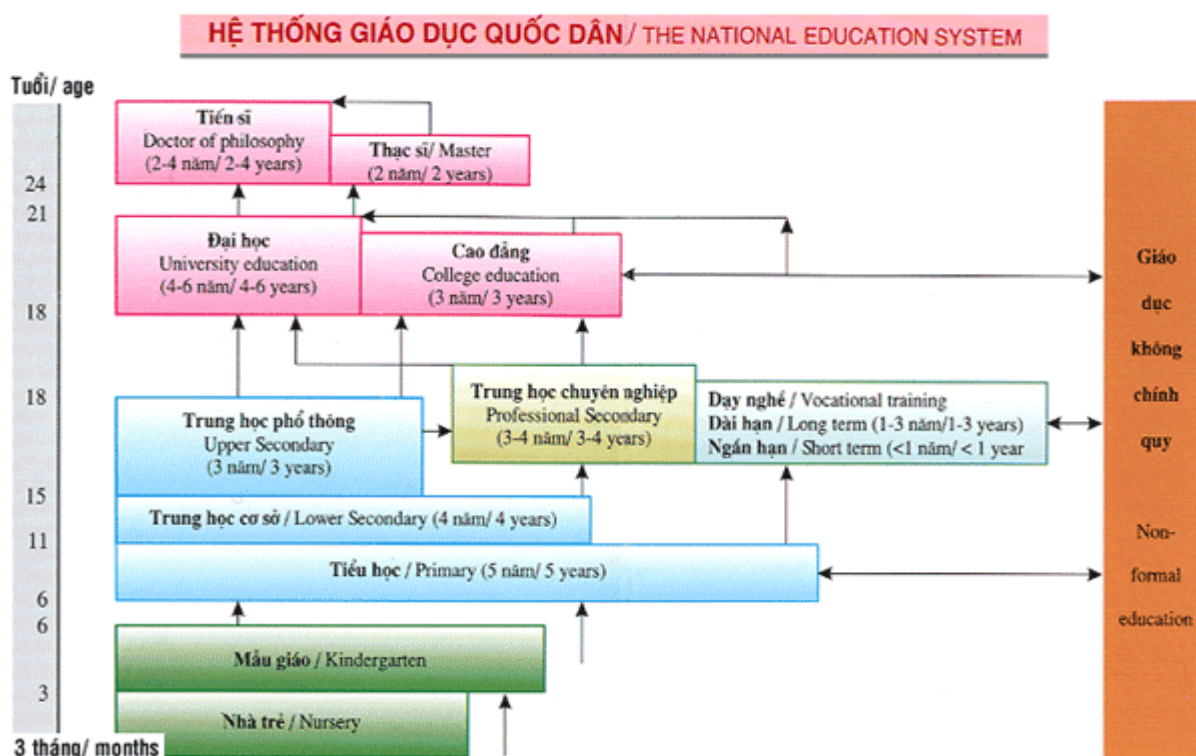 HỆ THỐNG GIÁO DỤC QUỐC DÂN/ THE NATIONAL EDUCATION SYSTEM
Tuổi/ age
Tiến sĩ
Doctor of philosophy
(2-4 năm/ 2-4 years)
Thạc sĩ/ Master
(2 năm/ 2 years)
24
21
Đại học
University education
(4-6 năm/ 4-6 years)
Cao đẳng
College education
(3 năm/ 3 years)
18
18
Trung học phổ thông
Upper Secondary
(3 năm/ 3 years)
Trung học chuyên nghiệp
Professional Secondary
(3-4 năm/ 3-4 years)
Dạy nghề / Vocational training
Dài hạn / Long term (1-3 năm/1-3 years)
Ngắn hạn / Short term (<1 năm/ < 1 year
15
Trung học cơ sở / Lower Secondary (4 năm/ 4 years)
11
Tiểu học / Primary (5 năm/ 5 years)
6
6
Mẫu giáo / Kindergarten
3
Nhà trẻ / Nursery
3 tháng/ months
Giáo
dục
không
chính
quy
Non-
formal
education